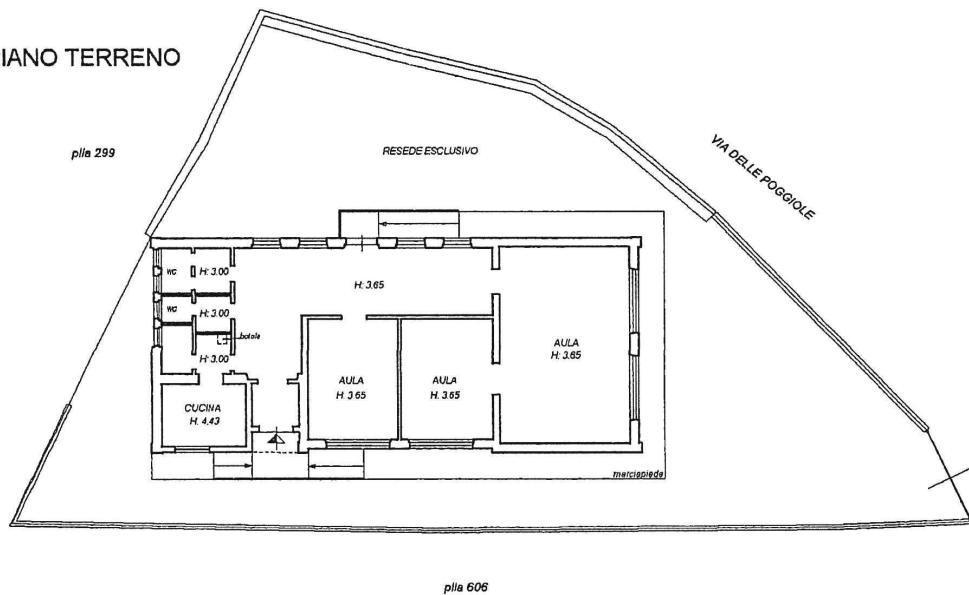 PIANO TERRENO
plla 299
RESEDE ESCLUSIVO
VIA DELLE POGGIOLE
WC
H: 3.00
H: 3.65
WC
H: 3.00
botola
H: 3.00
AULA
H: 3.65
AULA
H. 3.65
AULA
H: 3.65
CUCINA
H. 4.43
marciapiede
plla 606